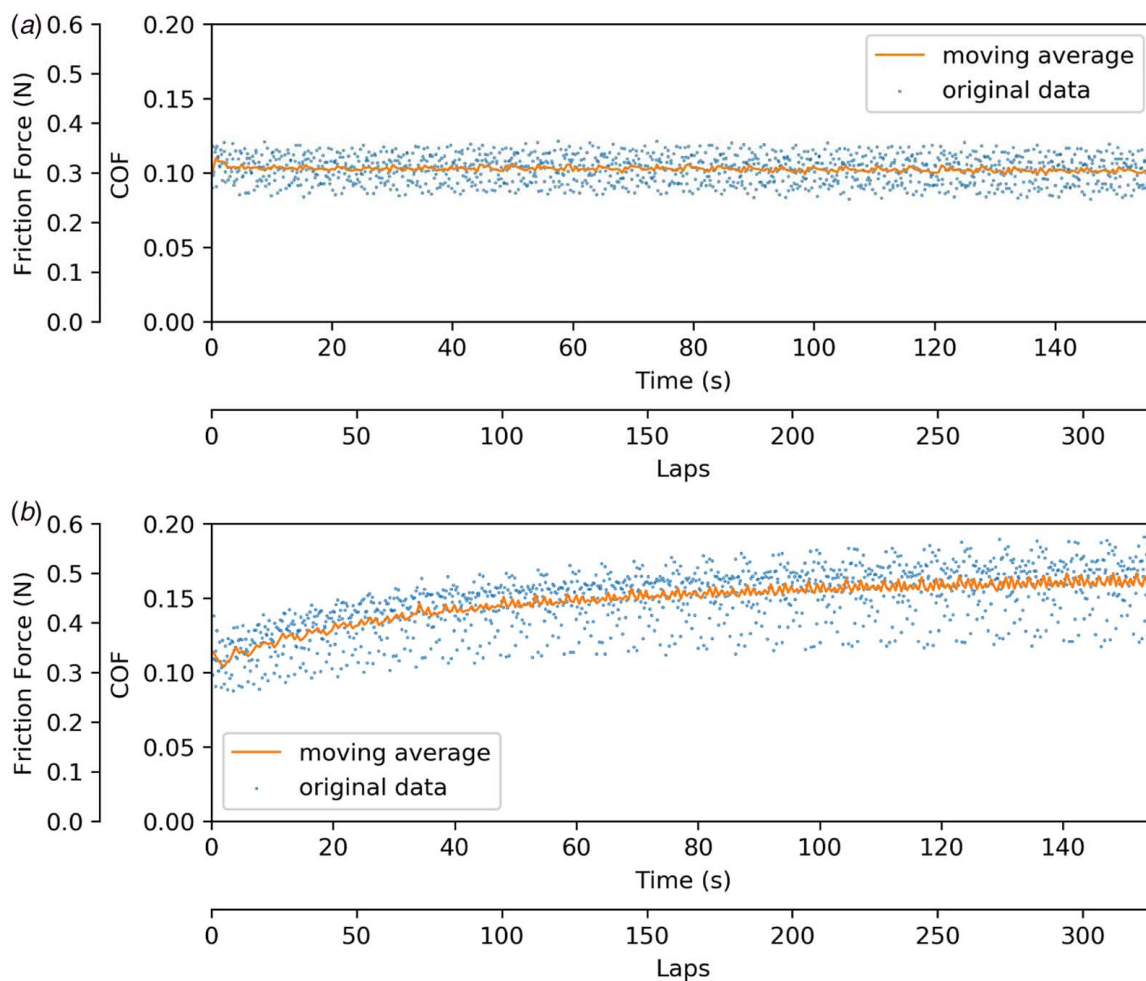 (a)
0.6
0.5
0.4
0.3
0.2
0.1
0.0
Friction Force (N)
0.20
0.15
0.10
0.05
0.00
COF
moving average
original data
0 20 40 60 80 100 120 140
Time (s)
0 50 100 150 200 250 300
Laps
(b)
0.6
0.5
0.4
0.3
0.2
0.1
0.0
Friction Force (N)
0.20
0.15
0.10
0.05
0.00
COF
moving average
original data
0 20 40 60 80 100 120 140
Time (s)
0 50 100 150 200 250 300
Laps